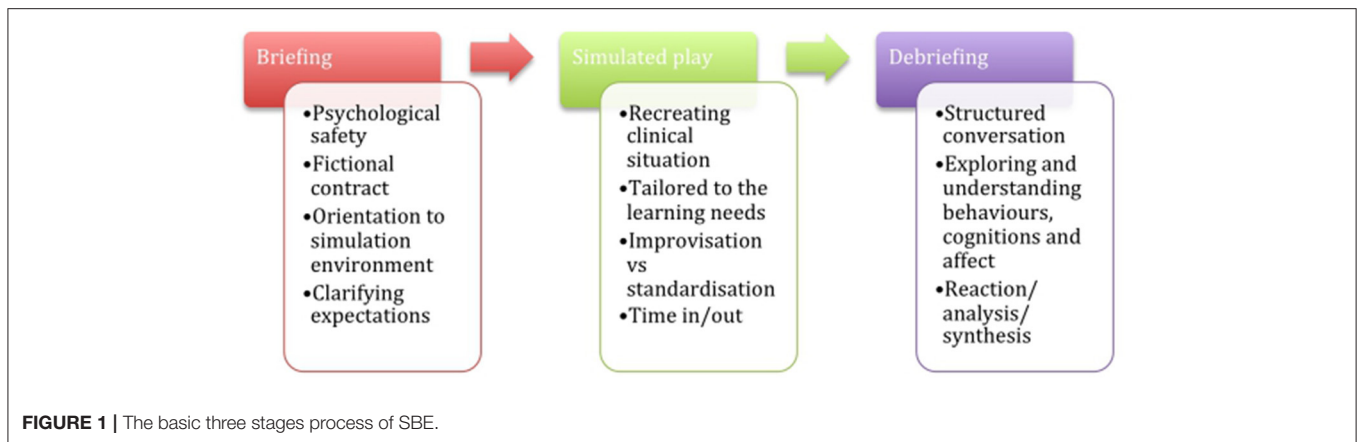 Briefing
•Psychological
safety
•Fictional
contract
•Orientation to
simulation
environment
•Clarifying
expectations
Simulated play
•Recreating
clinical
situation
•Tailored to the
learning needs
•Improvisation
vs
standardisation
•Time in/out
Debriefing
•Structured
conversation
•Exploring and
understanding
behaviours,
cognitions and
affect
•Reaction/
analysis/
synthesis
FIGURE 1 | The basic three stages process of SBE.